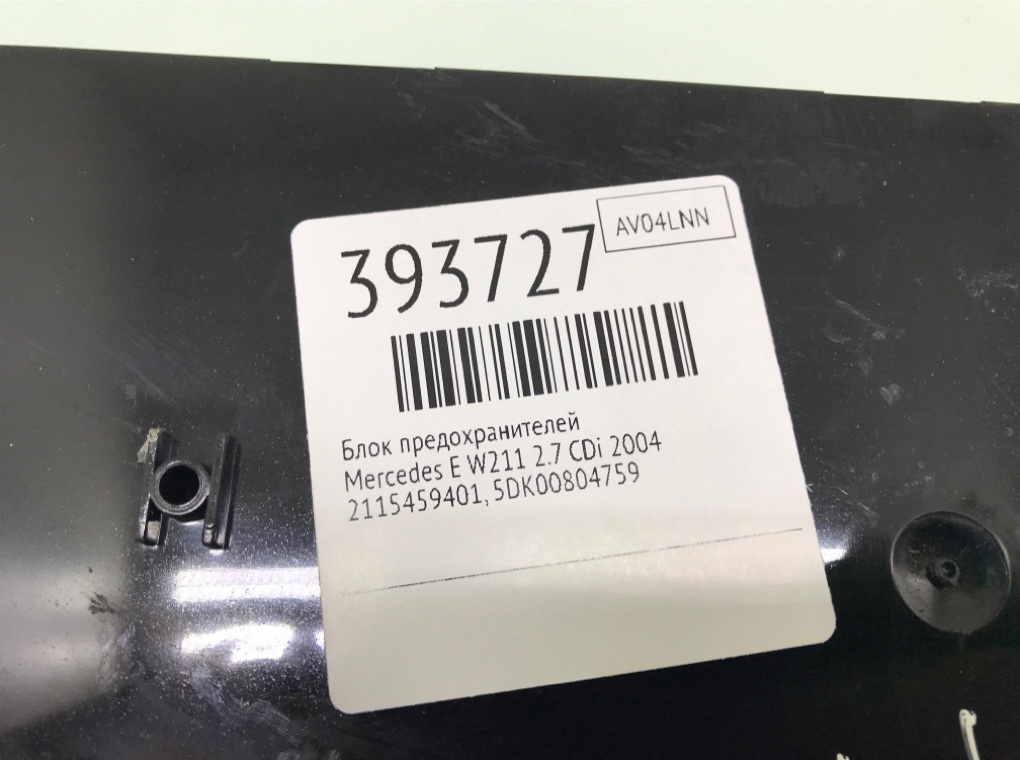 393727
AV04LNN
Блок предохранителей
Mercedes E W211 2.7 CDi 2004
2115459401, 5DK00804759